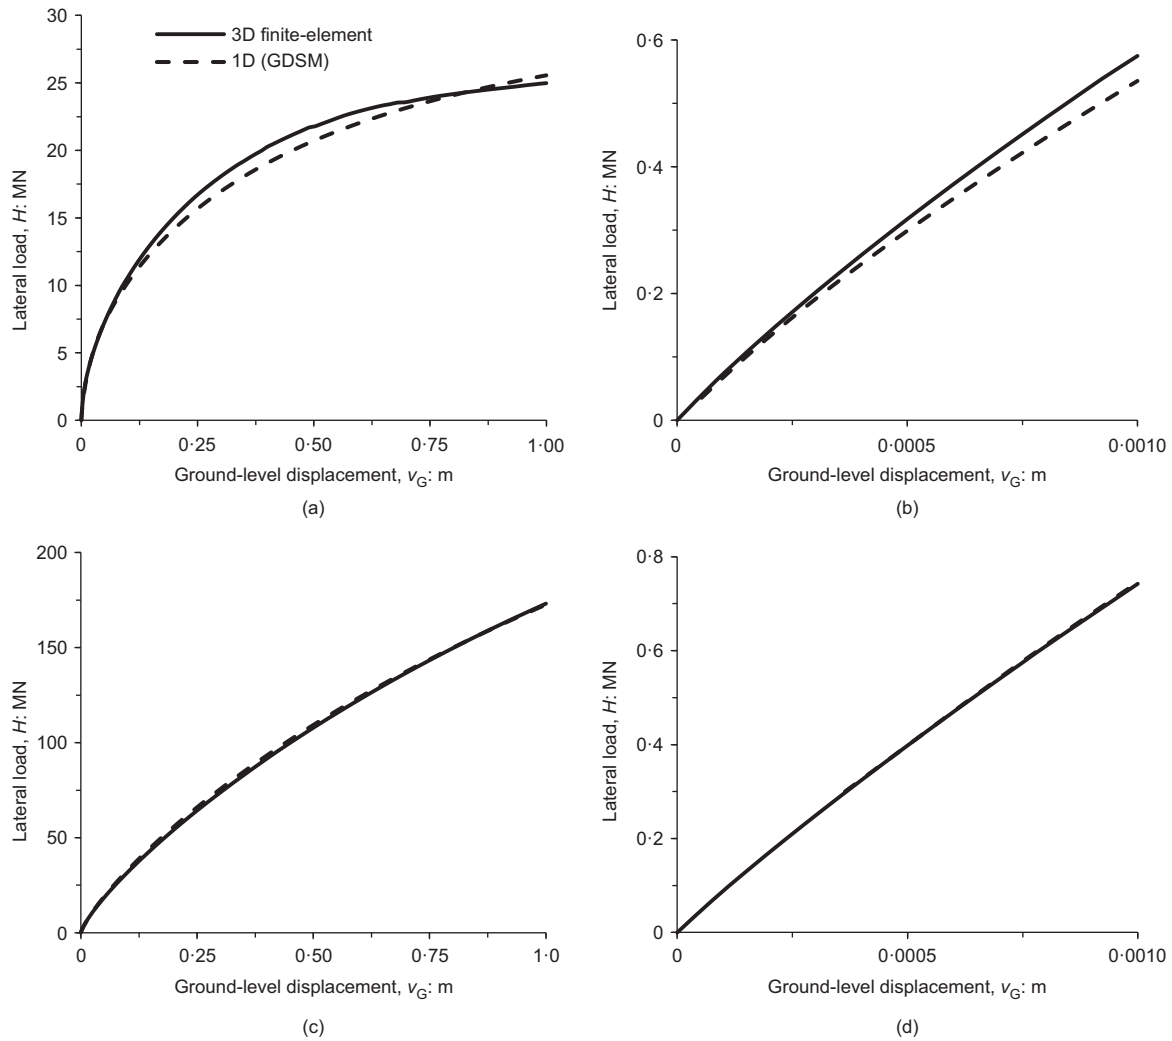 30
25
20
15
10
5
0
Lateral load, H: MN
3D finite-element
1D (GDSM)
0 0·25 0·50 0·75 1·00
Ground-level displacement, vG: m
(a)
0·6
0·4
0·2
0
Lateral load, H: MN
0 0·0005 0·0010
Ground-level displacement, vG: m
(b)
200
150
100
50
0
Lateral load, H: MN
0 0·25 0·50 0·75 1·0
Ground-level displacement, vG: m
(c)
0·8
0·6
0·4
0·2
0
Lateral load, H: MN
0 0·0005 0·0010
Ground-level displacement, vG: m
(d)